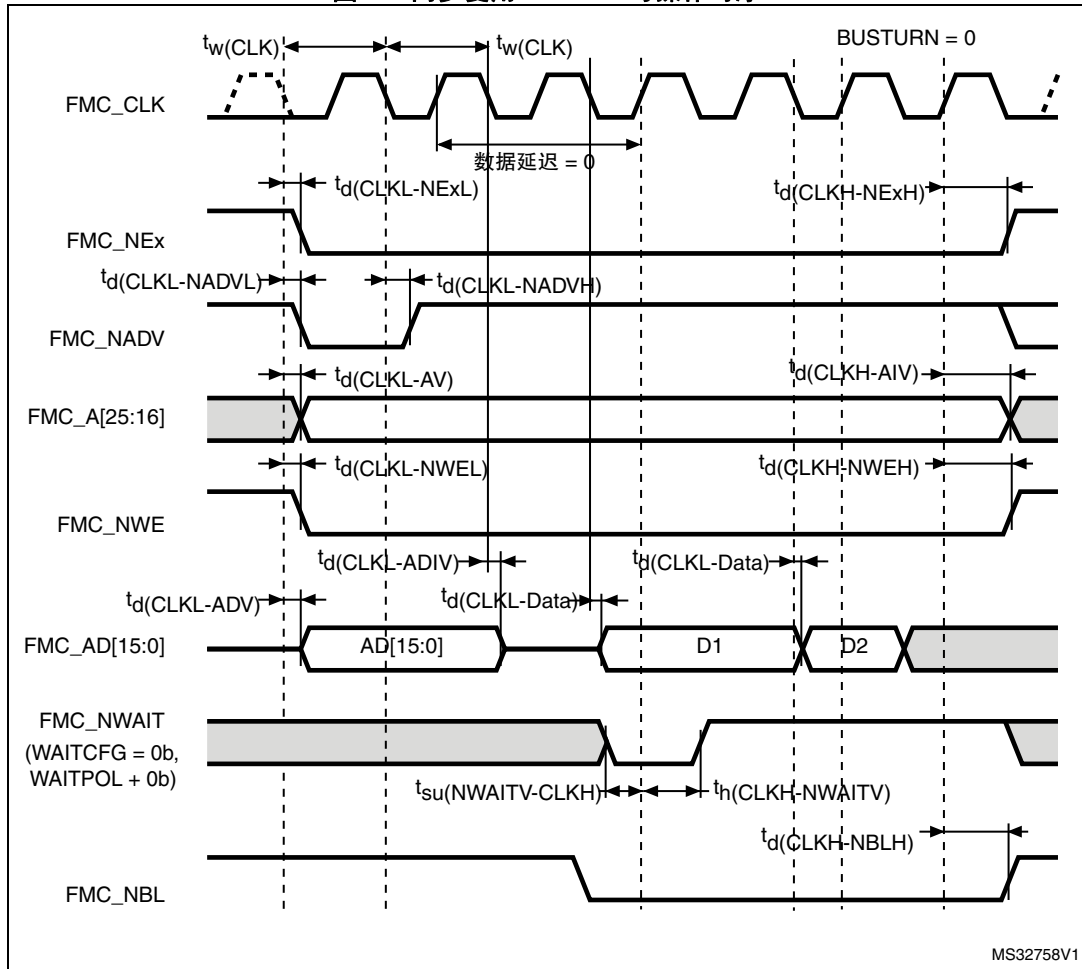 tw(CLK)
tw(CLK)
BUSTURN = 0
FMC_CLK
数据延迟 = 0
td(CLKL-NExL)
td(CLKH-NExH)
FMC_NEx
td(CLKL-NADVL)
td(CLKL-NADVH)
FMC_NADV
td(CLKL-AV)
td(CLKH-AIV)
FMC_A[25:16]
td(CLKL-NWEL)
td(CLKH-NWEH)
FMC_NWE
td(CLKL-ADIV)
td(CLKL-Data)
td(CLKL-ADV)
td(CLKL-Data)
FMC_AD[15:0]
AD[15:0]
D1
D2
FMC_NWAIT
(WAITCFG = 0b,
WAITPOL + 0b)
tsu(NWAITV-CLKH)
th(CLKH-NWAITV)
td(CLKH-NBLH)
FMC_NBL
MS32758V1